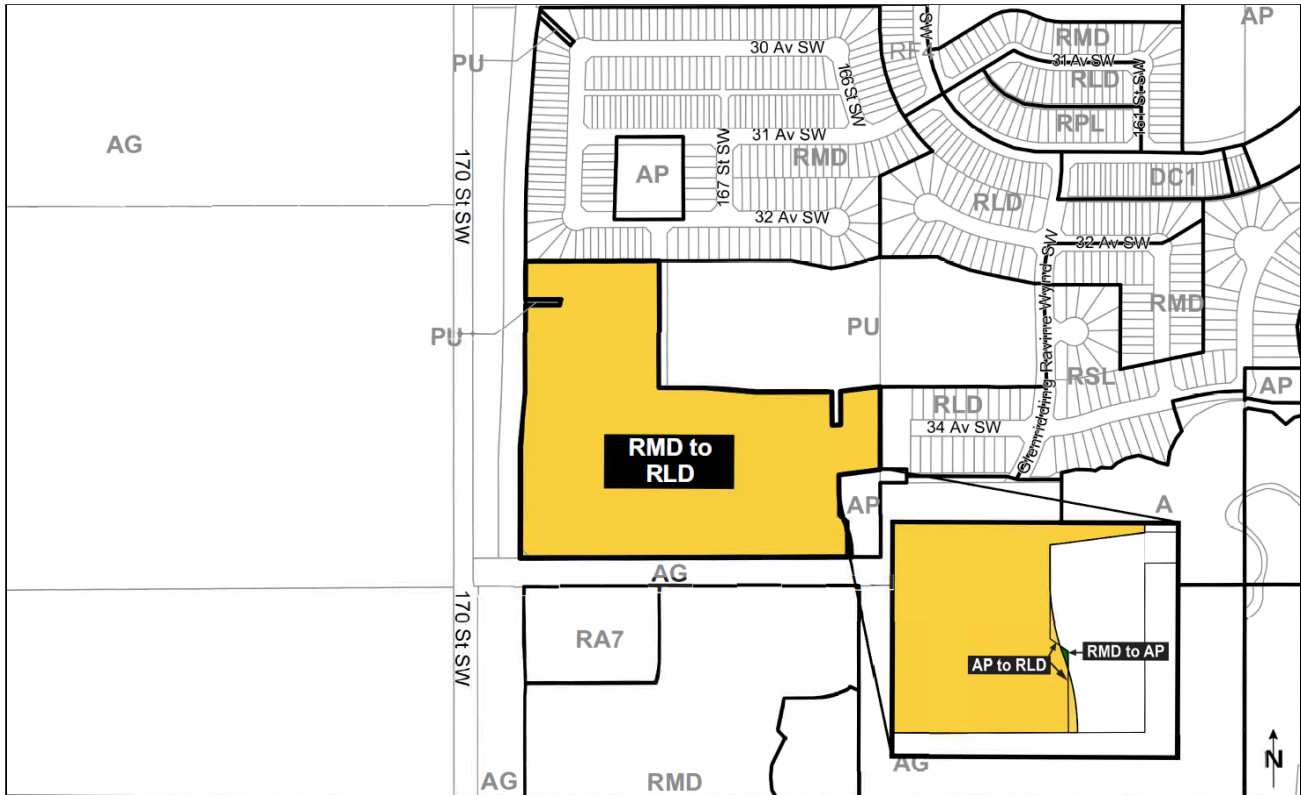 AP
RMD
30 Av SW
RF4
SW
31 Av SW
RLD
PU
166 St SW
161 St SW
RPL
AG
31 Av SW
RMD
170 St SW
AP
167 St SW
DC1
RLD
32 Av SW
32 Av SW
RMD
PU
PU
Glenridding Ravine Wynd SW
RSL
AP
RLD
34 Av SW
RMD to
RLD
AP
A
AG
170 St SW
RA7
RMD to AP
AP to RLD
AG
AG
RMD
N